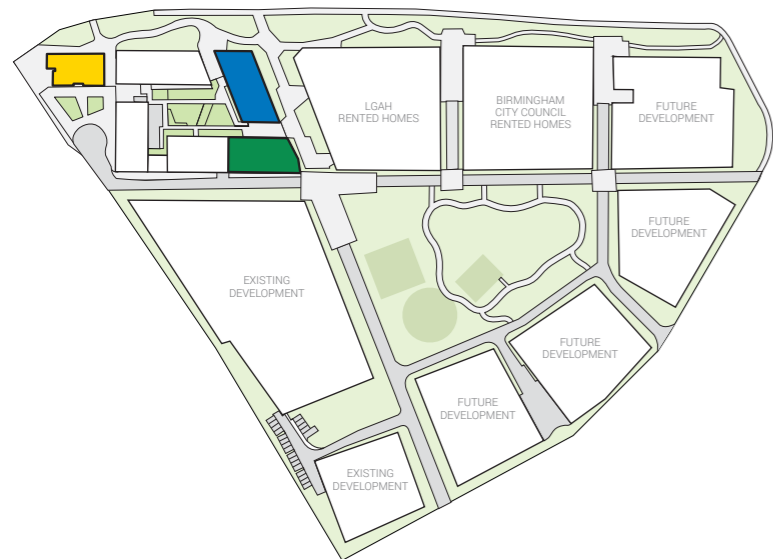 LGAH
RENTED HOMES
BIRMINGHAM
CITY COUNCIL
RENTED HOMES
FUTURE
DEVELOPMENT
FUTURE
DEVELOPMENT
EXISTING
DEVELOPMENT
FUTURE
DEVELOPMENT
FUTURE
DEVELOPMENT
EXISTING
DEVELOPMENT